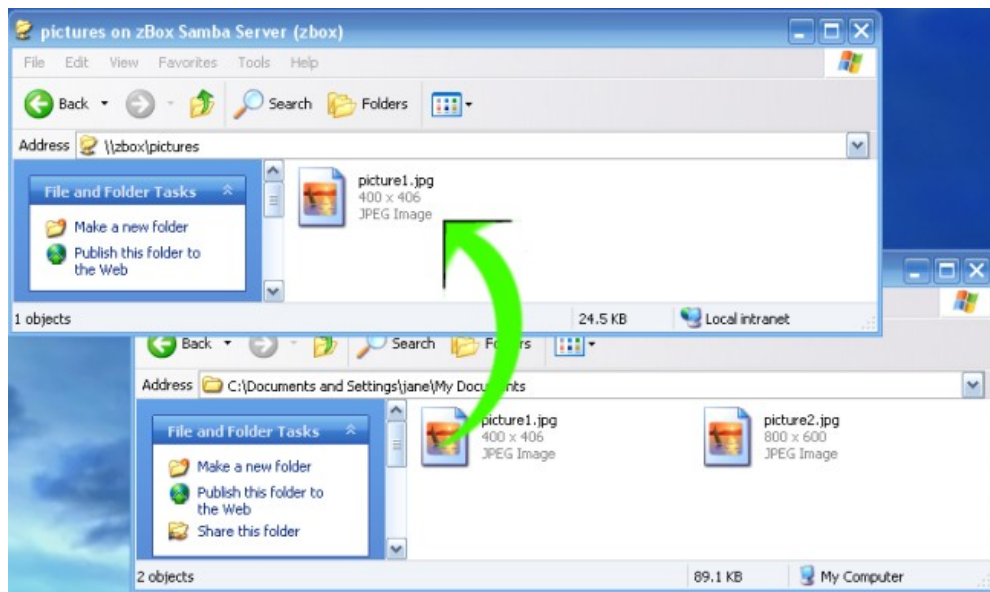 pictures on zBox Samba Server (zbox)
File Edit View Favorites Tools Help
Back Search Folders
Address \\zbox\pictures
File and Folder Tasks
Make a new folder
Publish this folder to
the Web
picture1.jpg
400 x 406
JPEG Image
1 objects 24.5 KB Local intranet
Back Search
Address C:\Documents and Settings\jane\My Documents
File and Folder Tasks
Make a new folder
Publish this folder to
the Web
Share this folder
picture1.jpg
400 x 406
JPEG Image
picture2.jpg
800 x 600
JPEG Image
2 objects 89.1 KB My Computer